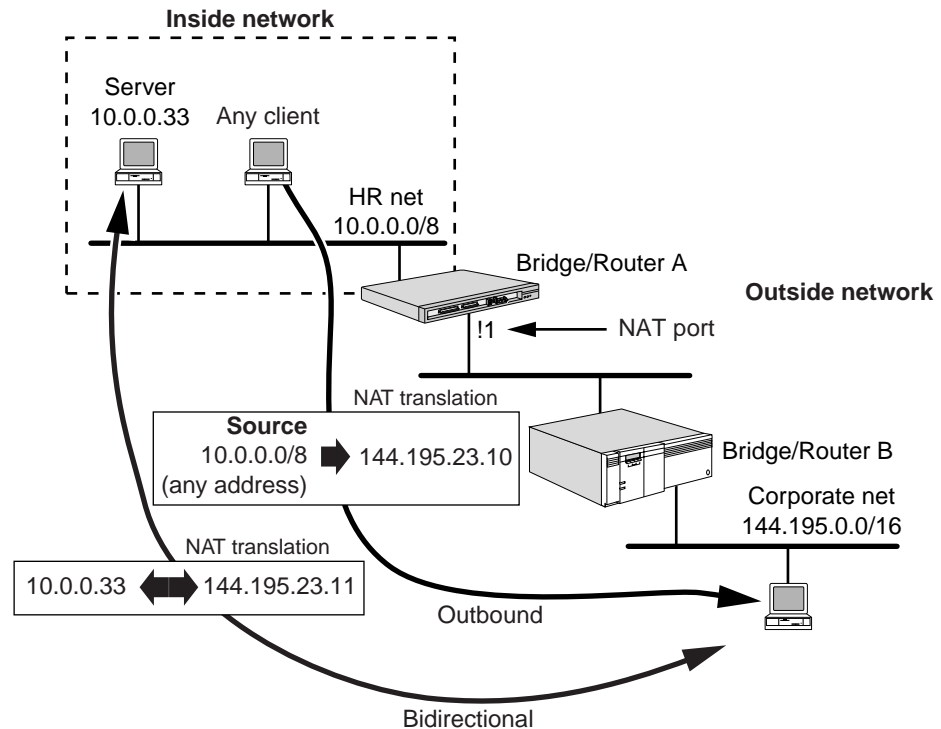 Inside network
Server
10.0.0.33
Any client
HR net
10.0.0.0/8
Bridge/Router A
Outside network
!1
NAT port
NAT translation
Source
10.0.0.0/8
(any address)
144.195.23.10
Bridge/Router B
Corporate net
144.195.0.0/16
NAT translation
10.0.0.33
144.195.23.11
Outbound
Bidirectional